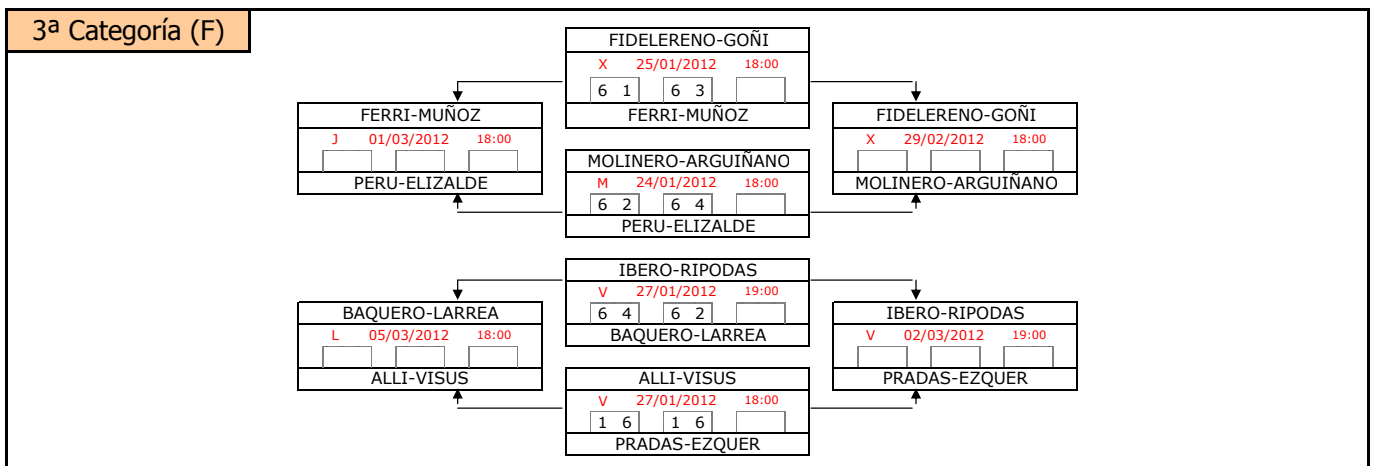 3ª Categoría (F)
FIDELERENO-GOÑI
X 25/01/2012 18:00
6 1 6 3
FERRI-MUÑOZ
FERRI-MUÑOZ
J 01/03/2012 18:00
PERU-ELIZALDE
FIDELERENO-GOÑI
X 29/02/2012 18:00
MOLINERO-ARGUIÑANO
MOLINERO-ARGUIÑANO
M 24/01/2012 18:00
6 2 6 4
PERU-ELIZALDE
IBERO-RIPODAS
V 27/01/2012 19:00
6 4 6 2
BAQUERO-LARREA
BAQUERO-LARREA
L 05/03/2012 18:00
ALLI-VISUS
IBERO-RIPODAS
V 02/03/2012 19:00
PRADAS-EZQUER
ALLI-VISUS
V 27/01/2012 18:00
1 6 1 6
PRADAS-EZQUER